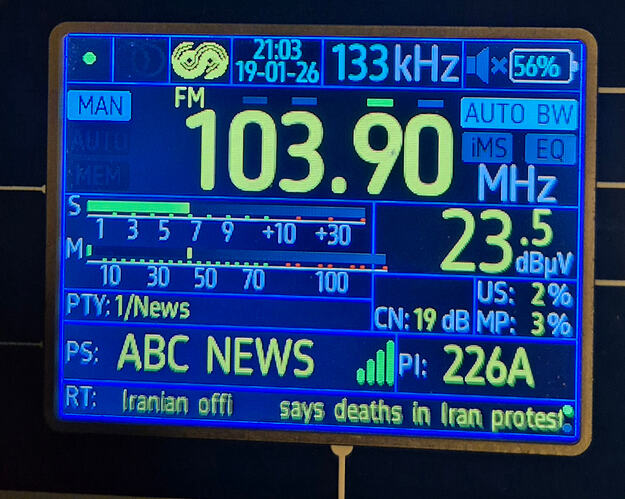 21:03
19-01-26
133kHz
56%
MAN
AUTO
MEM
FM
103.90
MHz
AUTO BW
iMS
EQ
S
1 3 5 7 9 +10 +30
M
10 30 50 70 100
23.5
dBµV
PTY: 1/News
CN: 19 dB
US: 2%
MP: 3%
PS: ABC NEWS
PI: 226A
RT: Iranian offi says deaths in Iran protest